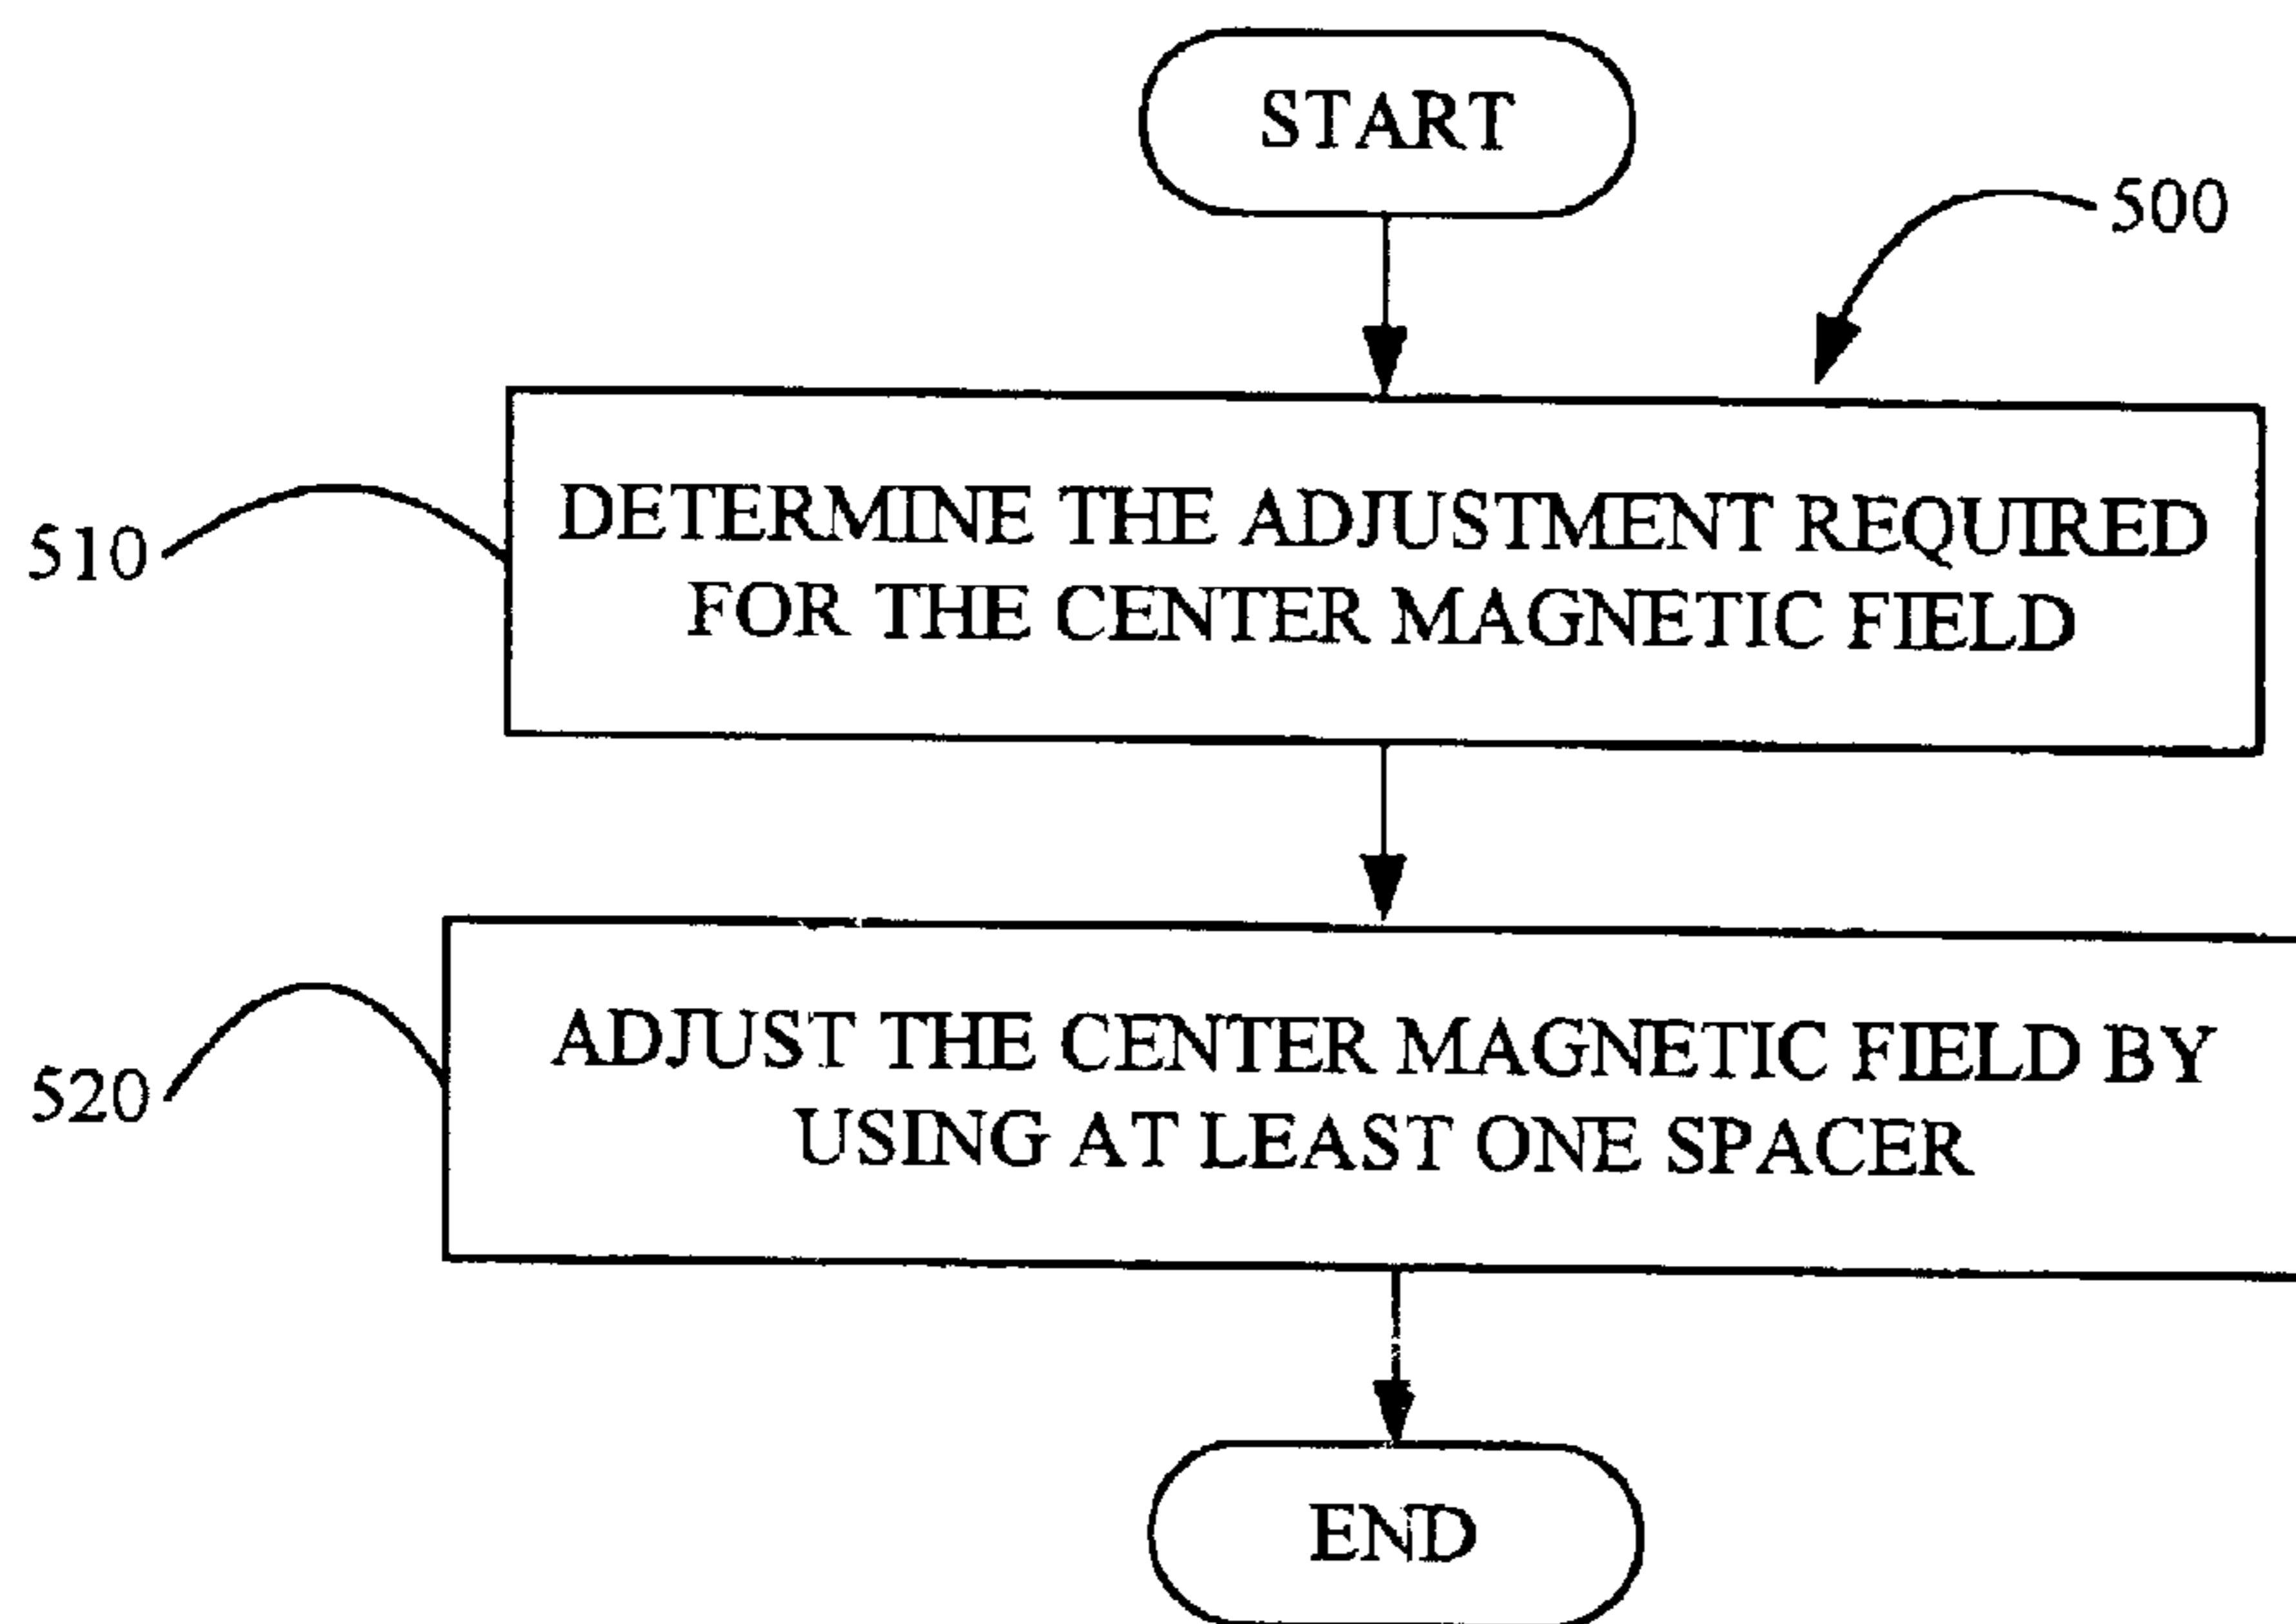 START
500
510
DETERMINE THE ADJUSTMENT REQUIRED
FOR THE CENTER MAGNETIC FIELD
520
ADJUST THE CENTER MAGNETIC FIELD BY
USING AT LEAST ONE SPACER
END